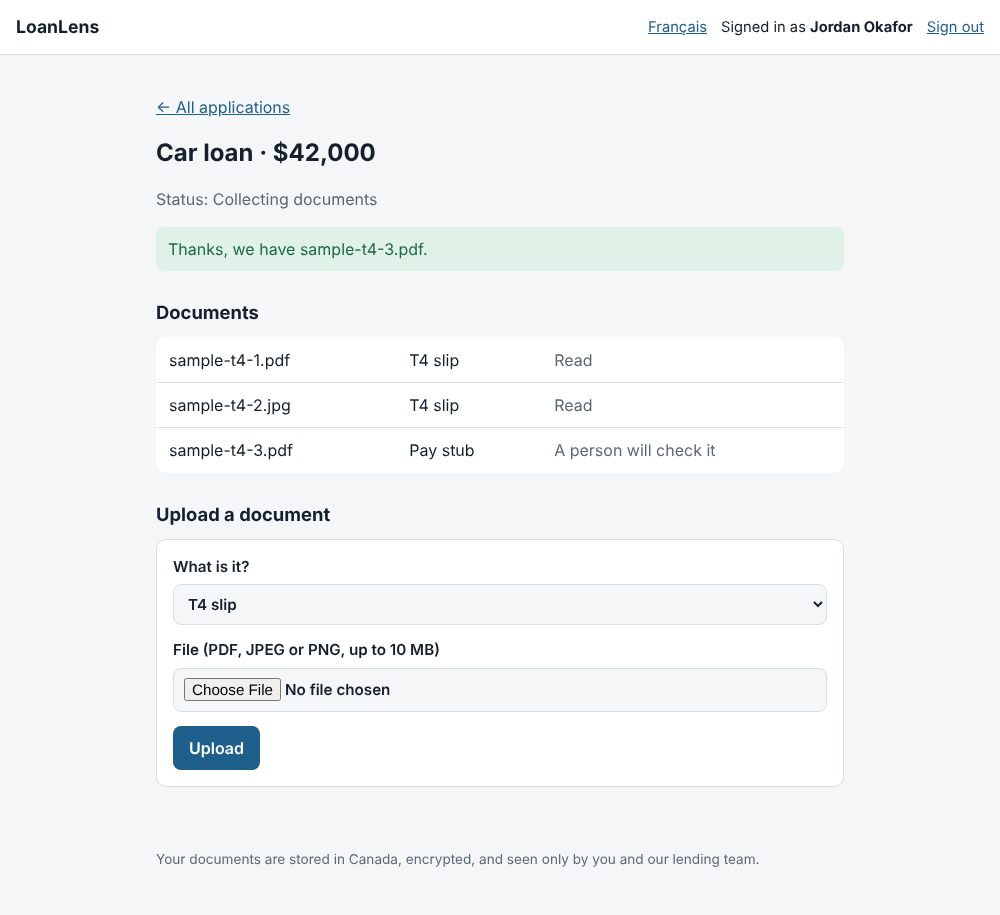 LoanLens
Français Signed in as Jordan Okafor Sign out
← All applications
Car loan · $42,000
Status: Collecting documents
Thanks, we have sample-t4-3.pdf.
Documents
sample-t4-1.pdf T4 slip Read
sample-t4-2.jpg T4 slip Read
sample-t4-3.pdf Pay stub A person will check it
Upload a document
What is it?
T4 slip
File (PDF, JPEG or PNG, up to 10 MB)
Choose File No file chosen
Upload
Your documents are stored in Canada, encrypted, and seen only by you and our lending team.